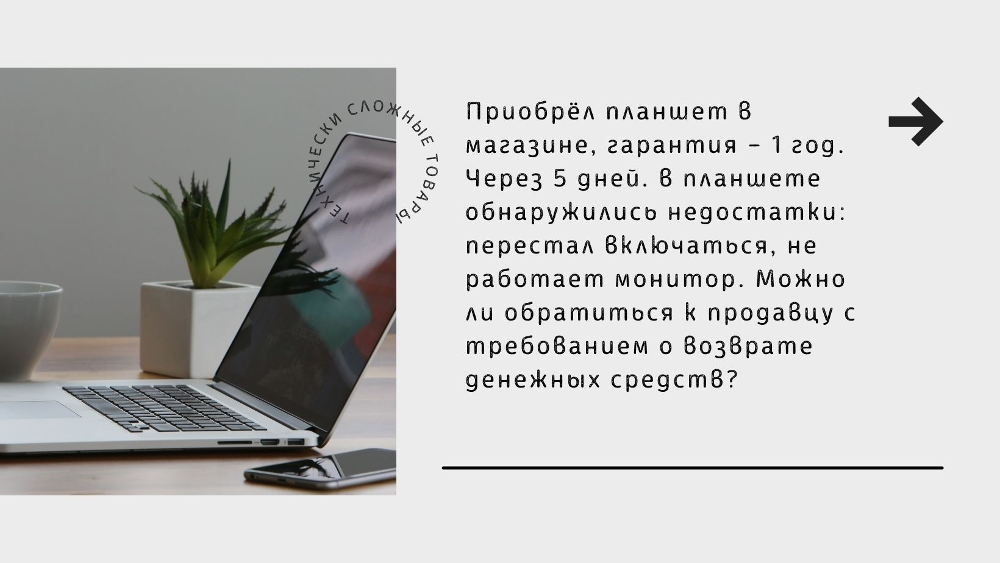 ТЕХНИЧЕСКИ СЛОЖНЫЕ ТОВАРЫ
Приобрёл планшет в
магазине, гарантия – 1 год.
Через 5 дней. в планшете
обнаружились недостатки:
перестал включаться, не
работает монитор. Можно
ли обратиться к продавцу с
требованием о возврате
денежных средств?